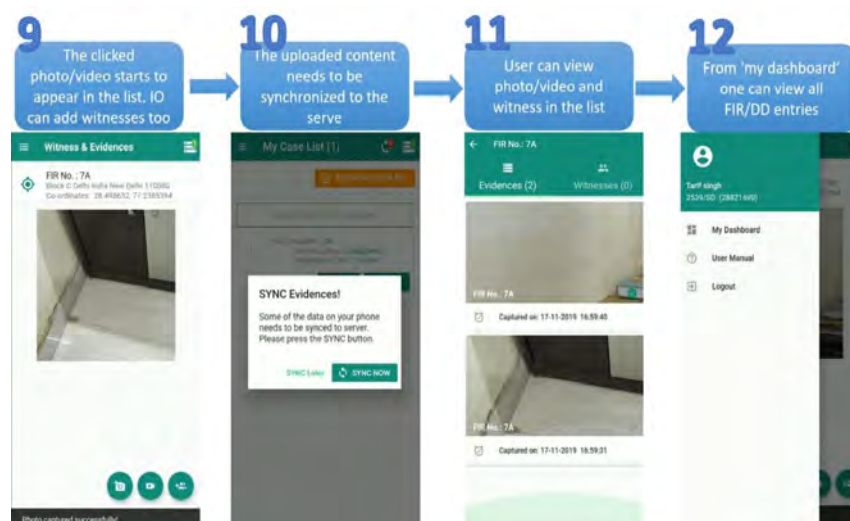 9
The clicked
photo/video starts to
appear in the list. IO
can add witnesses too
10
The uploaded content
needs to be
synchronized to the
serve
11
User can view
photo/video and
witness in the list
12
From 'my dashboard'
one can view all
FIR/DD entries
Witness & Evidences
FIR No. : 7A
Block C Delhi India New Delhi
Co-ordinates:
Photo captured successfully!
My Case List (1)
SYNC Evidences!
Some of the data on your phone
needs to be synced to server.
Please press the SYNC button.
SYNC Later
SYNC NOW
FIR No.: 7A
Evidences (2)
Witnesses (0)
FIR No.: 7A
Captured on: 17-11-2019 16:59:40
FIR No.: 7A
Captured on: 17-11-2019 16:59:31
Tarif singh
My Dashboard
User Manual
Logout